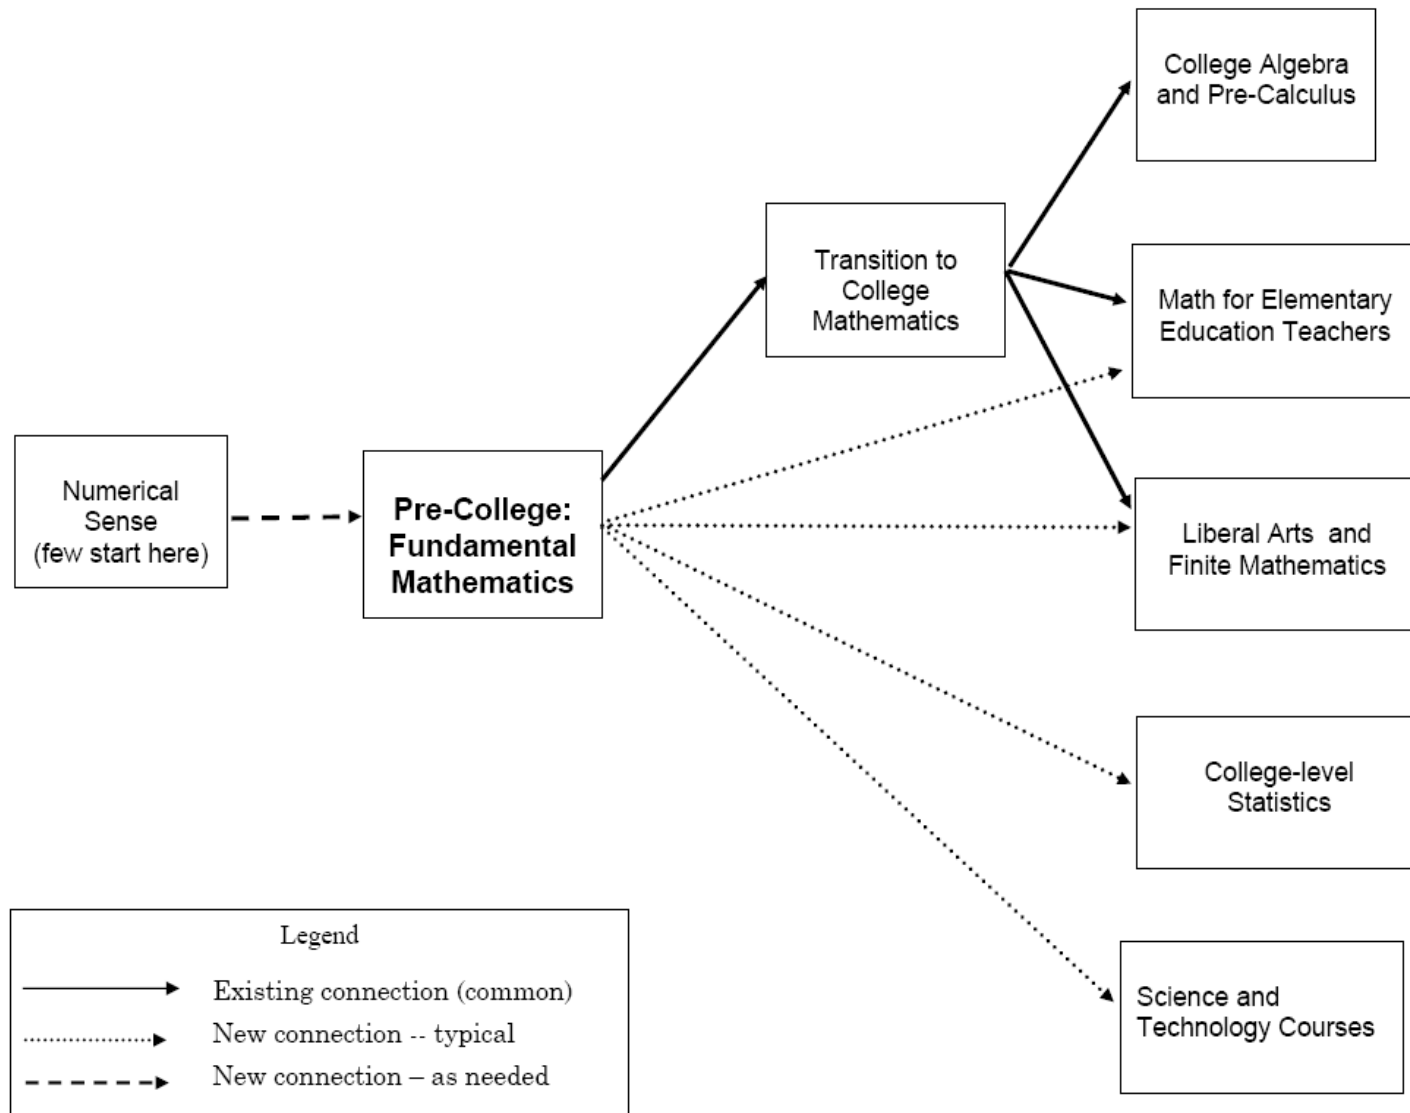 College Algebra
and Pre-Calculus
Transition to
College
Mathematics
Math for Elementary
Education Teachers
Numerical
Sense
(few start here)
Pre-College:
Fundamental
Mathematics
Liberal Arts and
Finite Mathematics
College-level
Statistics
Science and
Technology Courses
Legend
Existing connection (common)
New connection -- typical
New connection – as needed